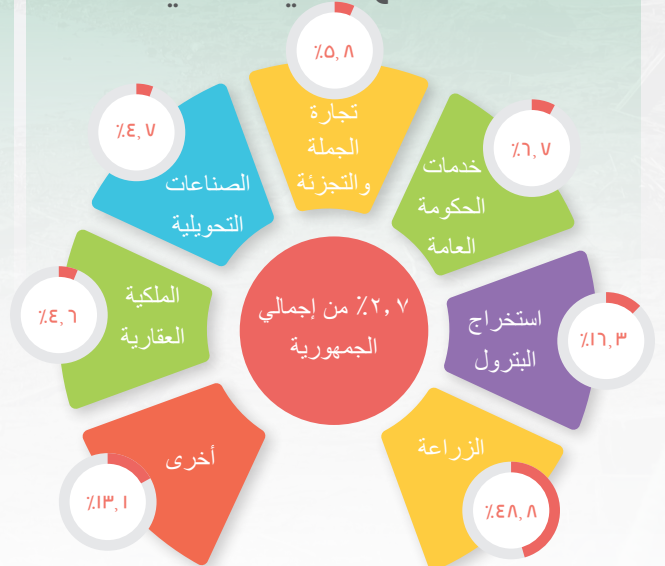 ٪٥,٨
تجارة
الجملة
والتجزئة
٪٦,٧
خدمات
الحكومة
العامة
٪١٦,٣
استخراج
البترول
٪٤٨,٨
الزراعة
٪٤,٧
الصناعات
التحويلية
٪٤,٦
الملكية
العقارية
٪١٣,١
أخرى
٢,٧٪ من إجمالي
الجمهورية